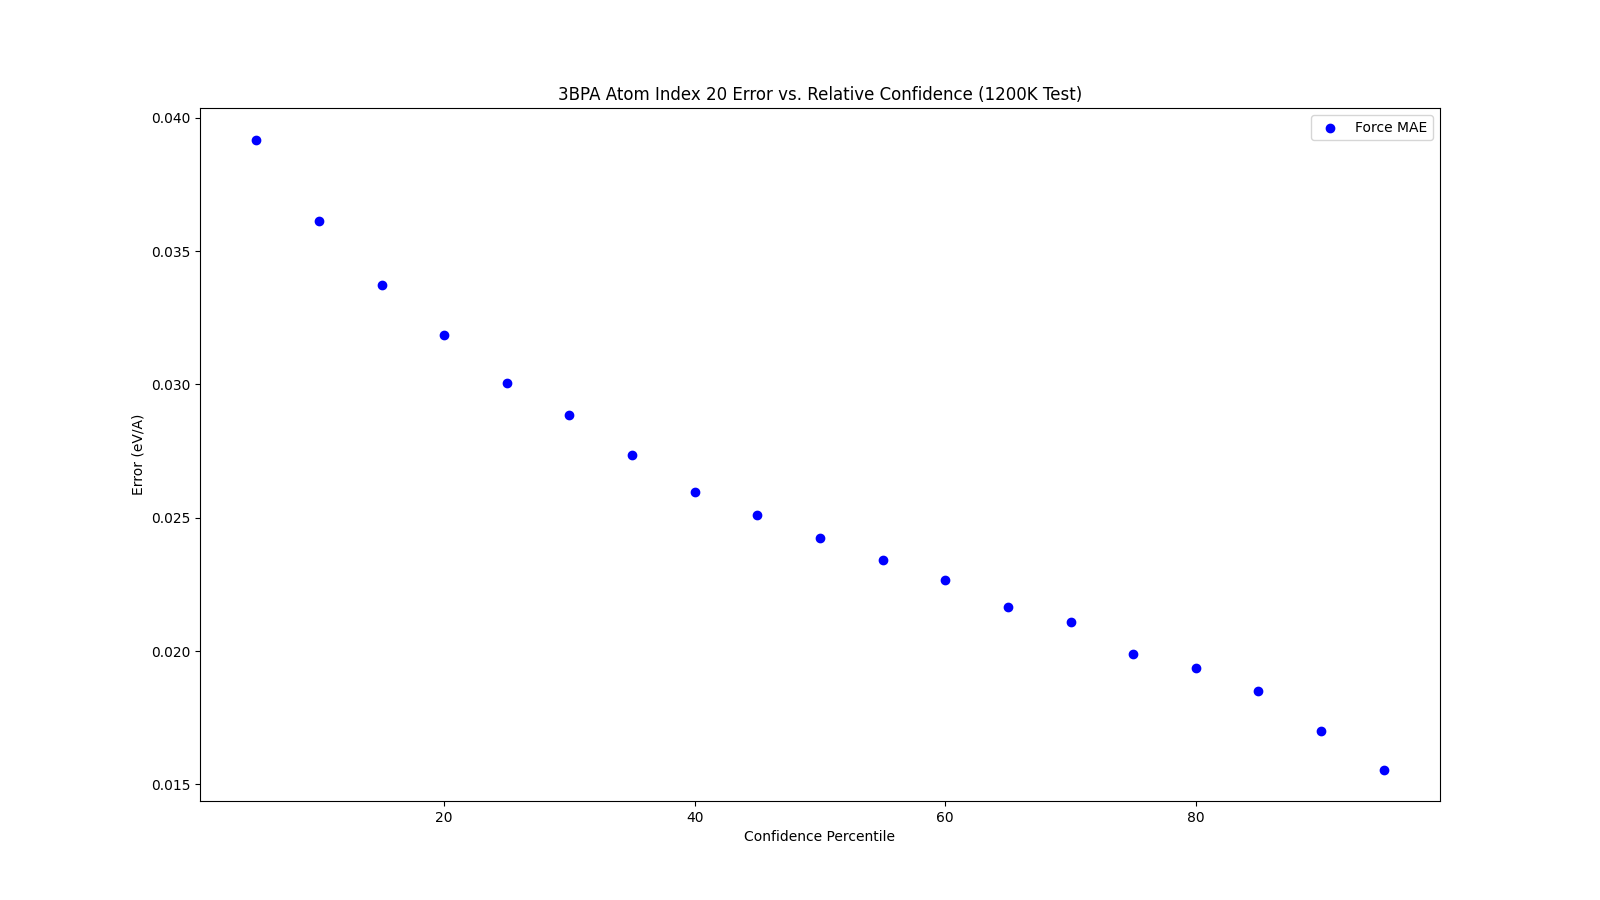 3BPA Atom Index 20 Error vs. Relative Confidence (1200K Test)
Force MAE
0.040
0.035
0.030
0.025
0.020
0.015
Error (eV/A)
20 40 60 80
Confidence Percentile